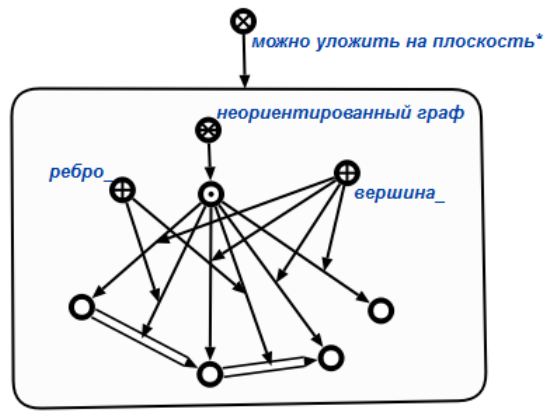 можно уложить на плоскость*
неориентированный граф
ребро_
вершина_